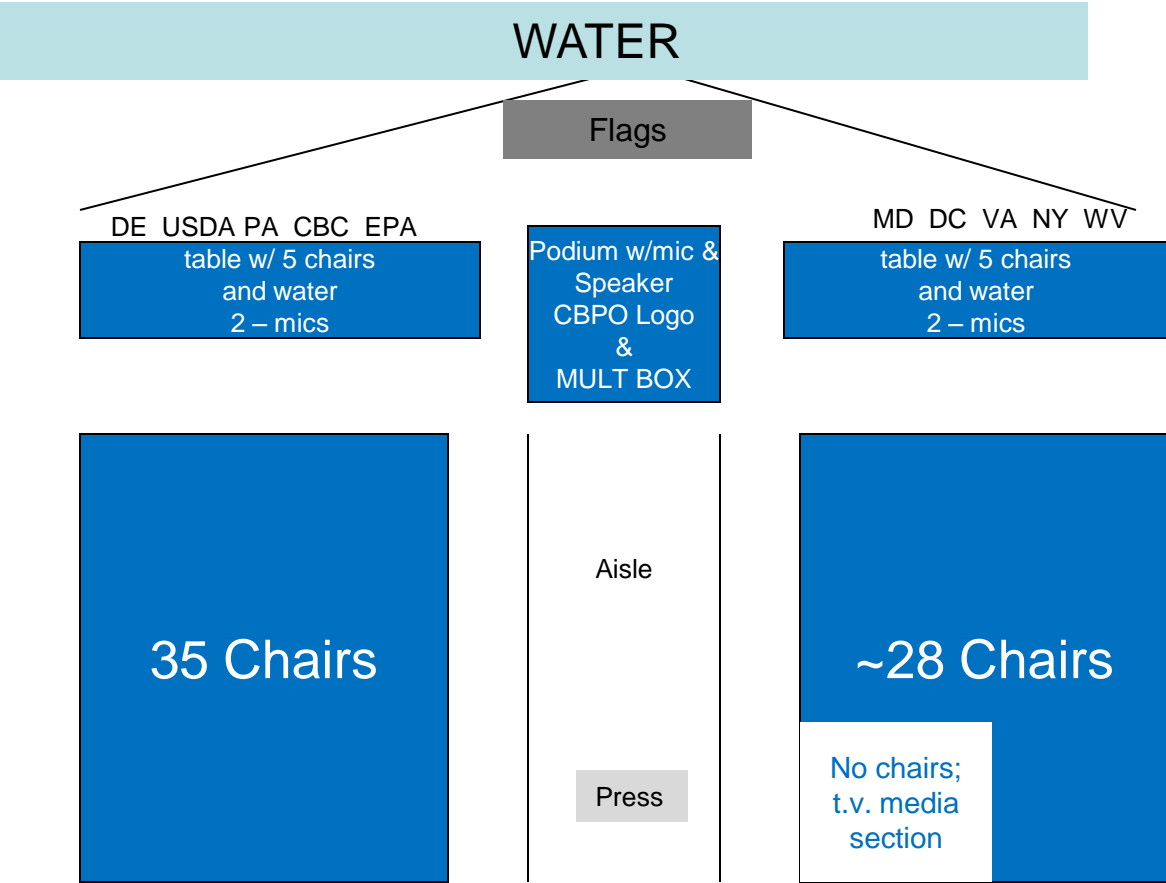 WATER
Flags
DE USDA PA CBC EPA
MD DC VA NY WV
table w/ 5 chairs
and water
2 – mics
Podium w/mic &
Speaker
CBPO Logo
&
MULT BOX
table w/ 5 chairs
and water
2 – mics
35 Chairs
Aisle
Press
~28 Chairs
No chairs;
t.v. media
section